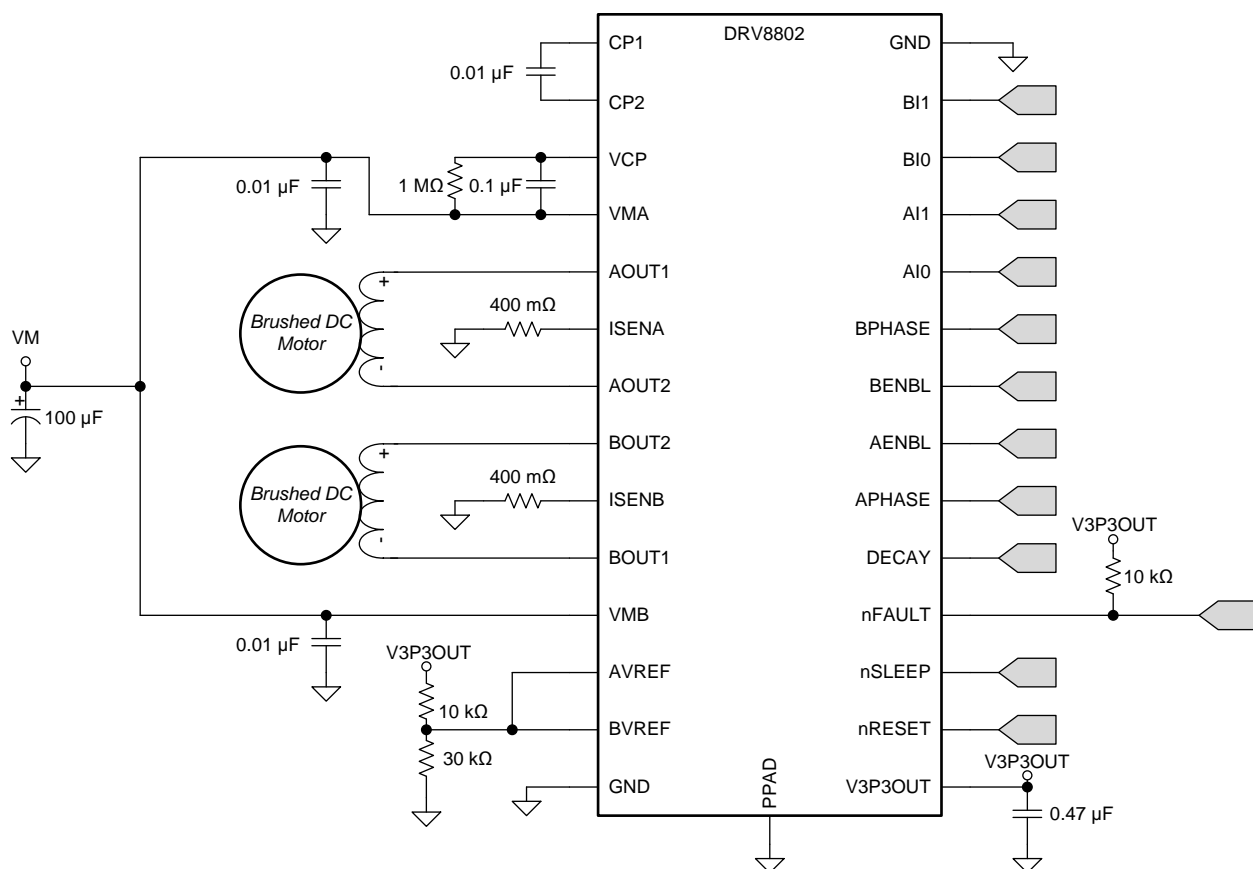 DRV8802
CP1
GND
0.01 µF
CP2
BI1
VCP
BI0
0.01 µF
1 MΩ
0.1 µF
VMA
AI1
AOUT1
AI0
+
Brushed DC
Motor
400 mΩ
ISENA
BPHASE
VM
-
AOUT2
BENBL
+
100 µF
BOUT2
AENBL
+
Brushed DC
Motor
400 mΩ
ISENB
APHASE
V3P3OUT
-
BOUT1
DECAY
10 kΩ
VMB
nFAULT
0.01 µF
V3P3OUT
AVREF
nSLEEP
10 kΩ
BVREF
nRESET
30 kΩ
V3P3OUT
GND
PPAD
V3P3OUT
0.47 µF